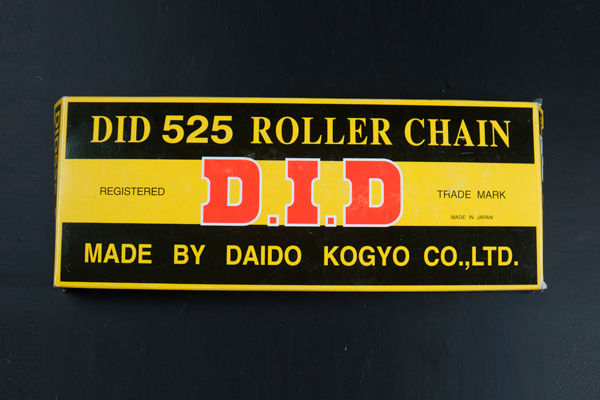 DID 525 ROLLER CHAIN
REGISTERED
D.I.D
TRADE MARK
MADE IN JAPAN
MADE BY DAIDO KOGYO CO.,LTD.